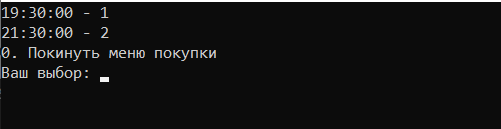 19:30:00 - 1
21:30:00 - 2
0. Покинуть меню покупки
Ваш выбор: